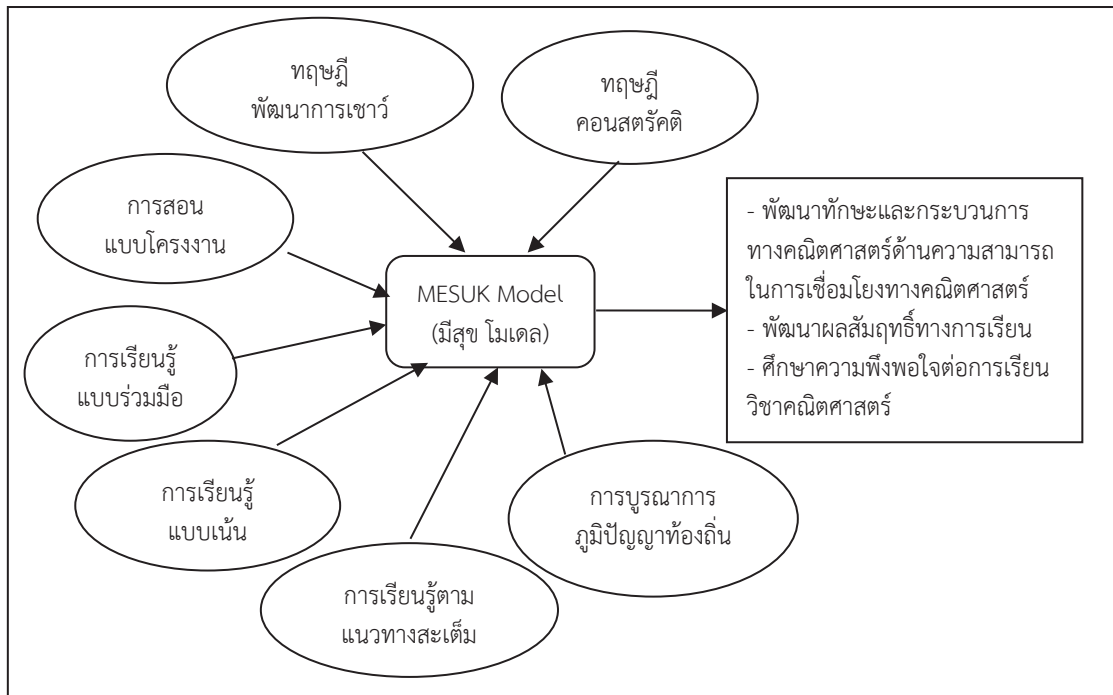 ทฤษฎี
พัฒนาการเชาว์
ทฤษฎี
คอนสตรัคติ
การสอน
แบบโครงงาน
- พัฒนาทักษะและกระบวนการ
ทางคณิตศาสตร์ด้านความสามารถ
ในการเชื่อมโยงทางคณิตศาสตร์
- พัฒนาผลสัมฤทธิ์ทางการเรียน
- ศึกษาความพึงพอใจต่อการเรียน
วิชาคณิตศาสตร์
MESUK Model
(มีสุข โมเดล)
การเรียนรู้
แบบร่วมมือ
การเรียนรู้
แบบเน้น
การบูรณาการ
ภูมิปัญญาท้องถิ่น
การเรียนรู้ตาม
แนวทางสะเต็ม